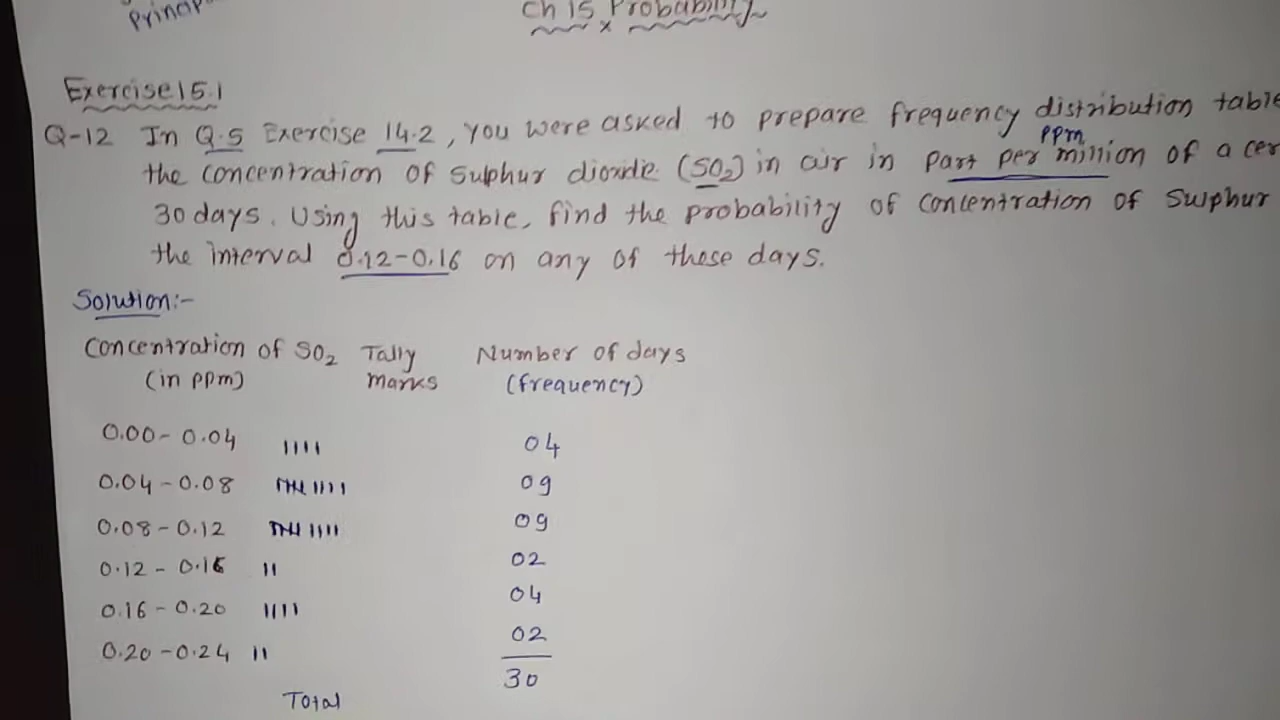 Ch 15 Probability
Exercise 15.1
Q-12 In Q.5 Exercise 14.2, you were asked to prepare frequency distribution table
ppm
the concentration of Sulphur dioxide (SO2) in air in part per million of a
30 days. Using this table, find the probability of concentration of Sulphur
the interval 0.12-0.16 on any of these days.
Solution:-
Concentration of SO2 Tally Number of days
(in ppm) marks (frequency)
0.00-0.04 |||| 04
0.04-0.08 𝍸 |||| 09
0.08-0.12 𝍸 |||| 09
0.12-0.16 || 02
0.16-0.20 |||| 04
0.20-0.24 || 02
30
Total